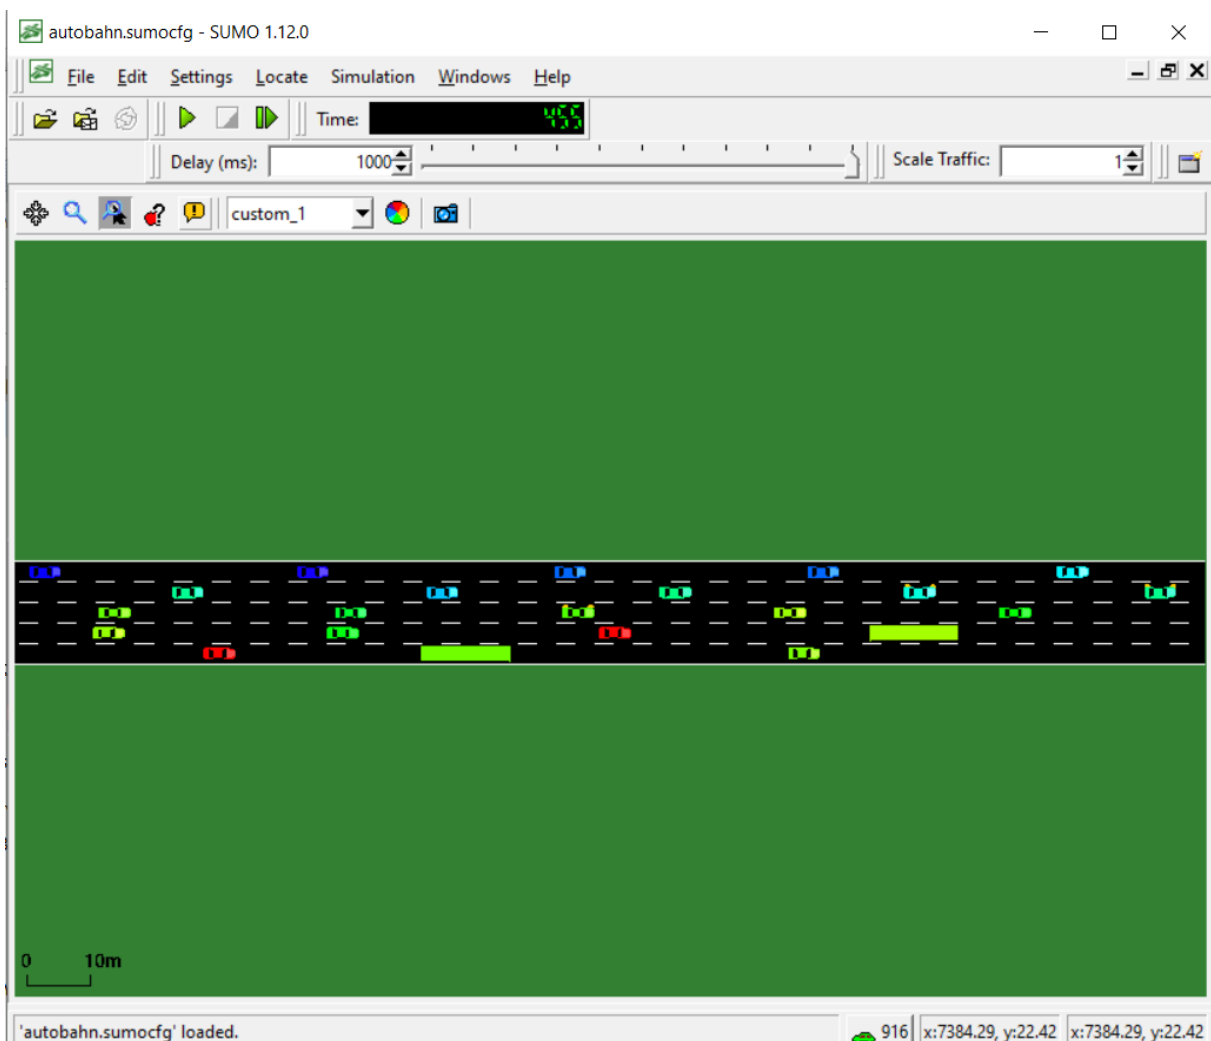 autobahn.sumocfg - SUMO 1.12.0
File Edit Settings Locate Simulation Windows Help
Time: 455
Delay (ms): 1000 Scale Traffic: 1
custom_1
0 10m
'autobahn.sumocfg' loaded. 916 x:7384.29, y:22.42 x:7384.29, y:22.42